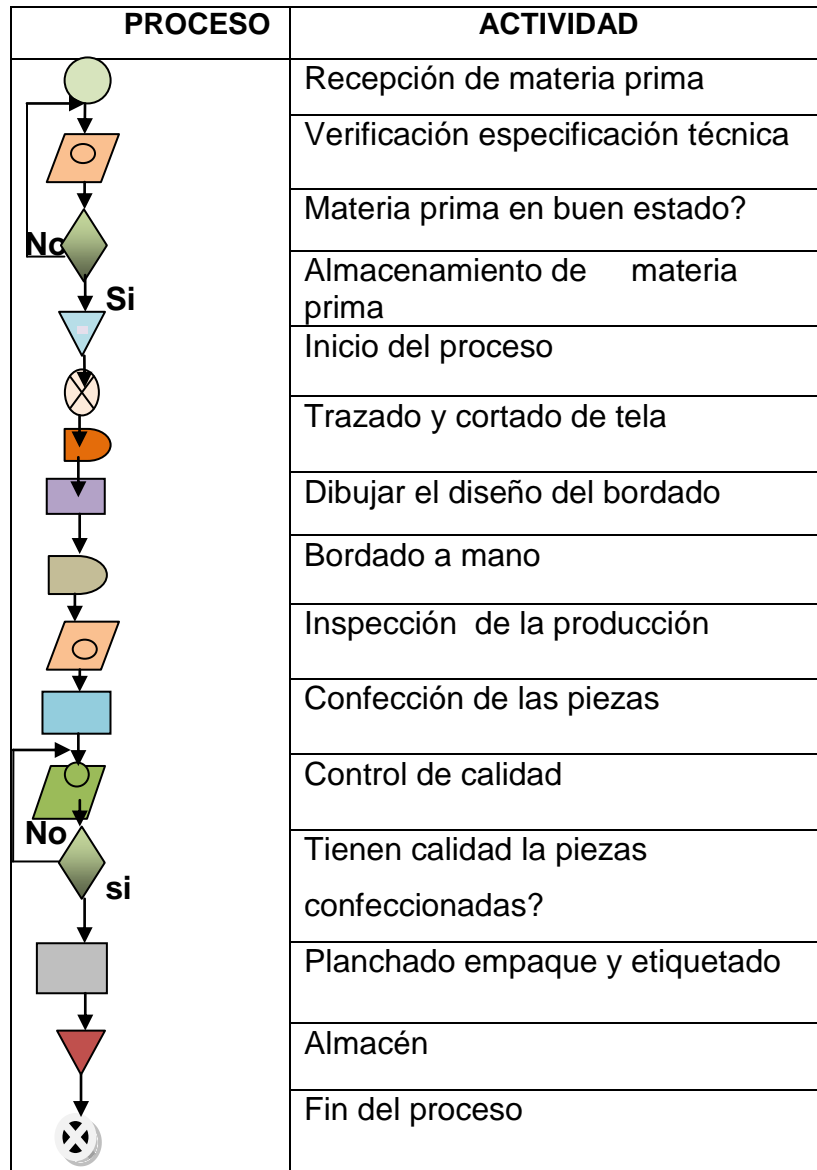 PROCESO ACTIVIDAD
Recepción de materia prima
Verificación especificación técnica
Materia prima en buen estado?
No
Almacenamiento de materia
prima
Si
Inicio del proceso
Trazado y cortado de tela
Dibujar el diseño del bordado
Bordado a mano
Inspección de la producción
Confección de las piezas
Control de calidad
No
Tienen calidad la piezas
confeccionadas?
si
Planchado empaque y etiquetado
Almacén
Fin del proceso